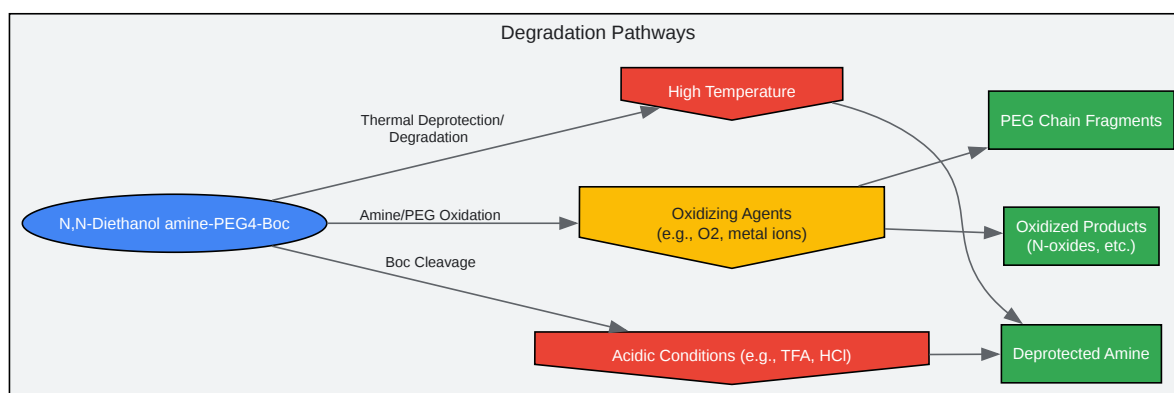 Degradation Pathways
High Temperature
Thermal Deprotection/
Degradation
PEG Chain Fragments
N,N-Diethanol amine-PEG4-Boc
Amine/PEG Oxidation
Oxidizing Agents
(e.g., O2, metal ions)
Oxidized Products
(N-oxides, etc.)
Boc Cleavage
Acidic Conditions (e.g., TFA, HCl)
Deprotected Amine